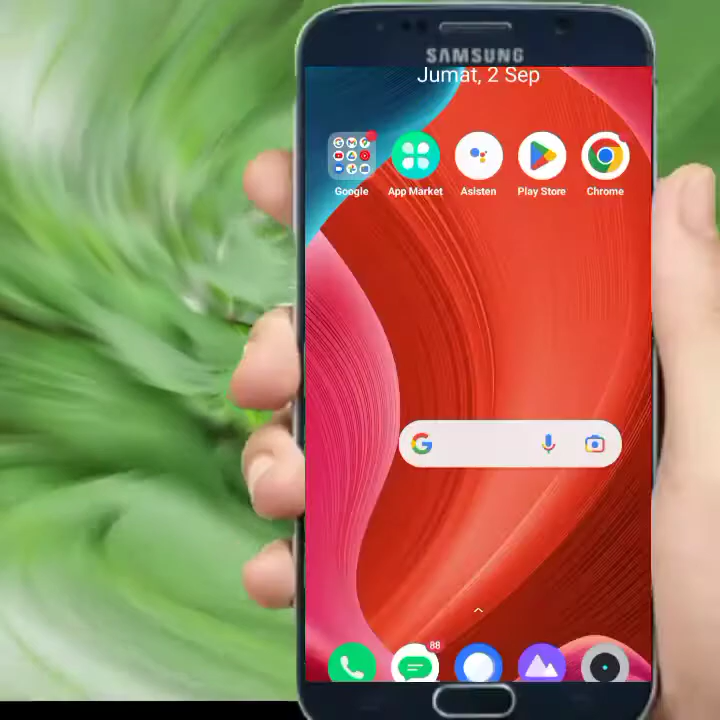 SAMSUNG
Jumat, 2 Sep
Google
App Market
Asisten
Play Store
Chrome
88